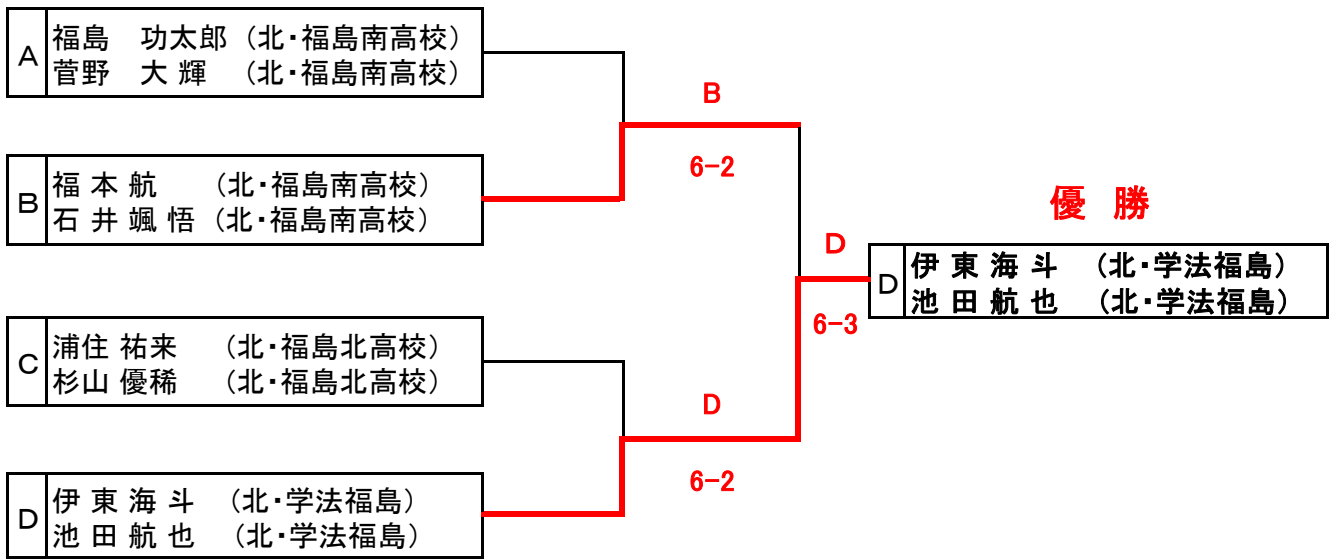 A
福島　功太郎（北・福島南高校）
菅野　大 輝　（北・福島南高校）
B
6-2
B
福 本 航　　（北・福島南高校）
石 井 颯 悟（北・福島南高校）
優 勝
D
6-3
D
伊 東 海 斗　（北・学法福島）
池 田 航 也　（北・学法福島）
C
浦住 祐来　（北・福島北高校）
杉山 優稀　（北・福島北高校）
D
6-2
D
伊 東 海 斗　（北・学法福島）
池 田 航 也　（北・学法福島）